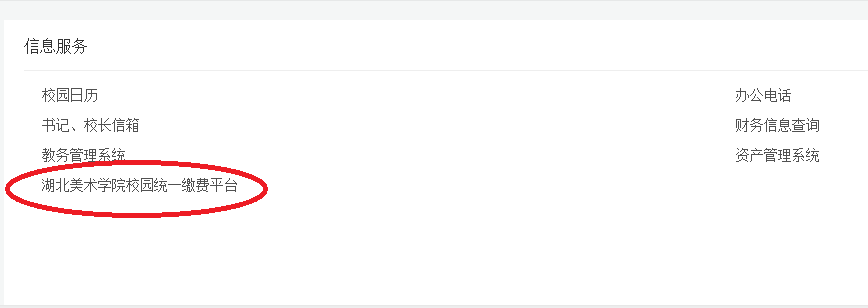 信息服务
校园日历
办公电话
书记、校长信箱
财务信息查询
教务管理系统
资产管理系统
湖北美术学院校园统一缴费平台